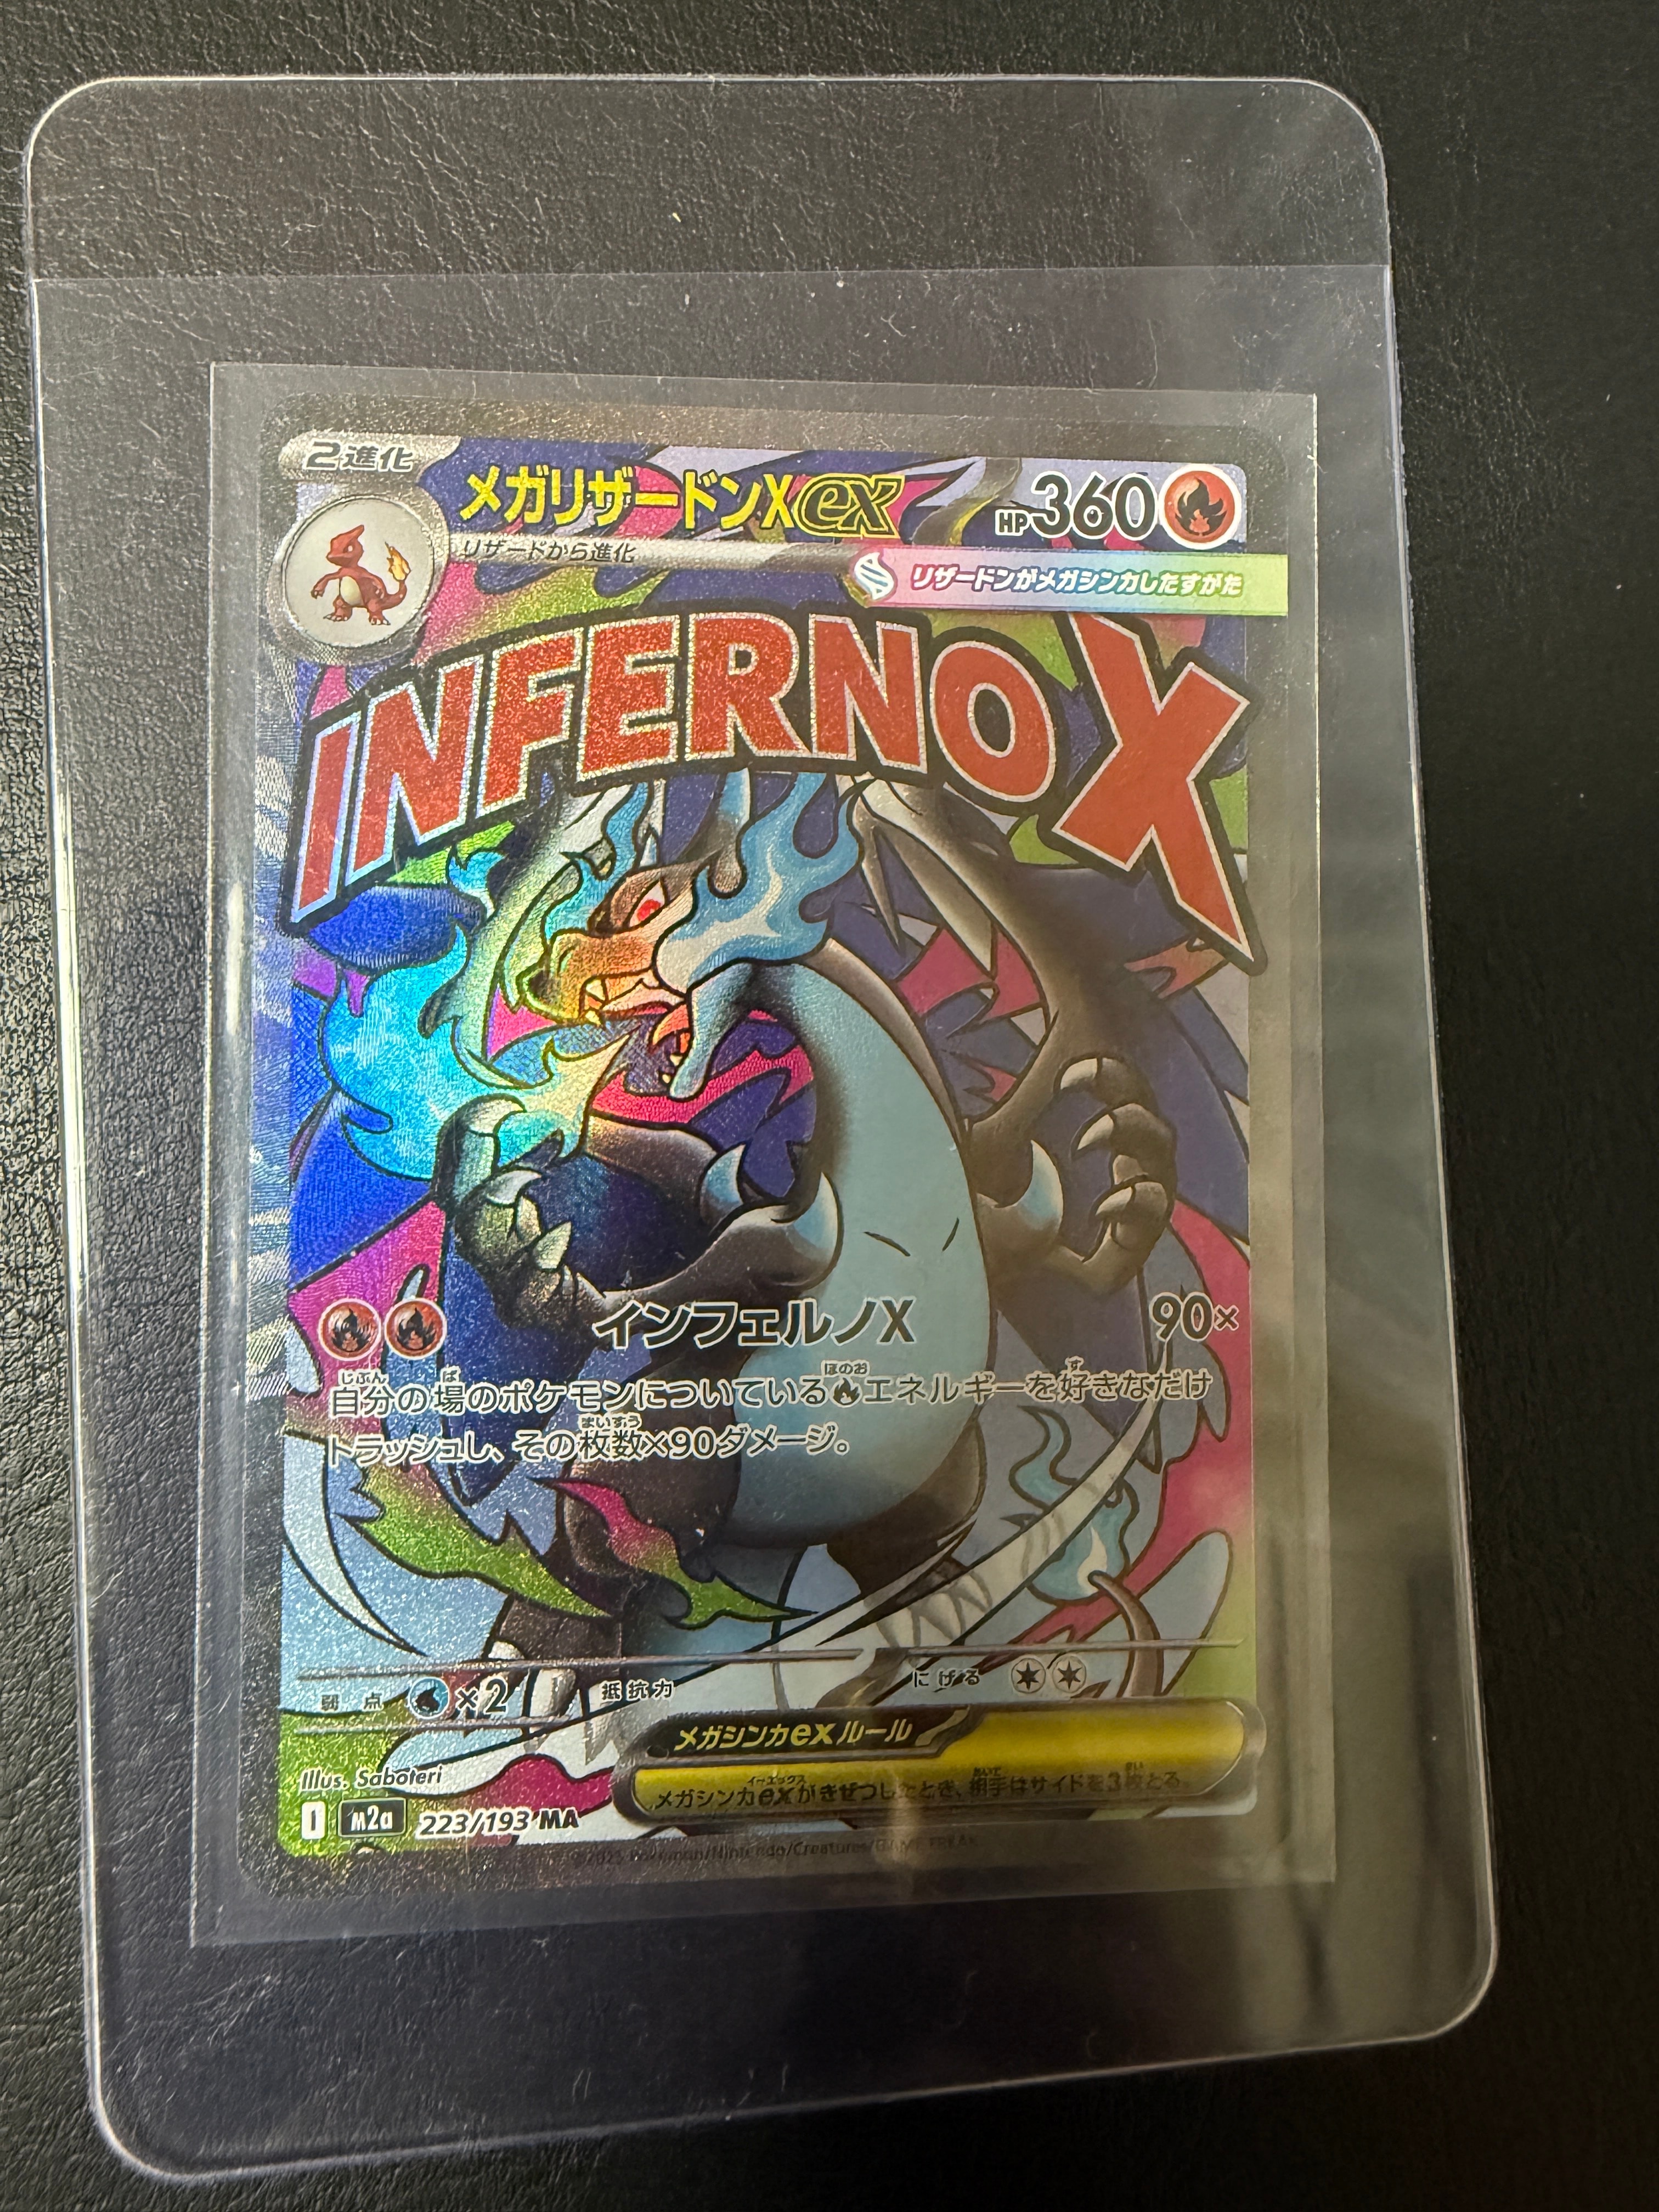 2進化
メガリザードンXex
HP360
リザードから進化
リザードンがメガシンカしたすがた
INFERNO X
インフェルノX 90×
自分の場のポケモンについているエネルギーを好きなだけ
トラッシュし、その枚数×90ダメージ。
弱点 ×2 抵抗力 にげる
メガシンカexルール
メガシンカexがきぜつしたとき、相手はサイドを3枚とる。
Illus. Saboteri
I m2a 223/193 MA
©2025 Pokémon/Nintendo/Creatures/GAME FREAK